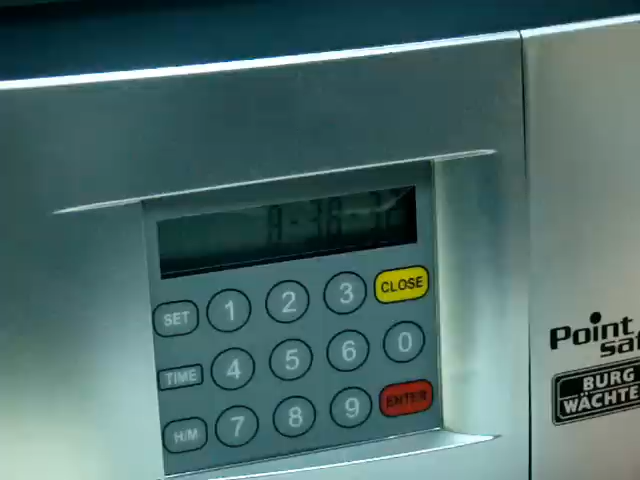 SET 1 2 3 CLOSE
TIME 4 5 6 0
H/M 7 8 9 ENTER
Point
BURG
WÄCHTE